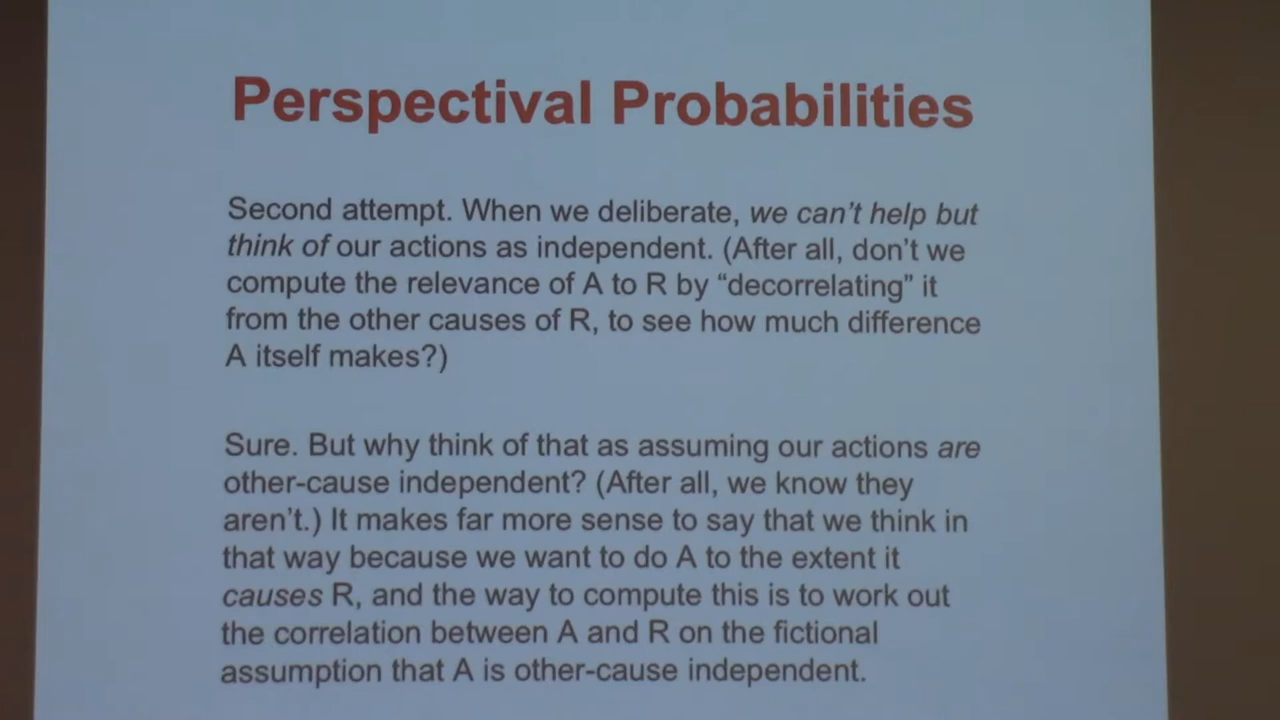 Perspectival Probabilities
Second attempt. When we deliberate, we can't help but
think of our actions as independent. (After all, don't we
compute the relevance of A to R by “decorrelating” it
from the other causes of R, to see how much difference
A itself makes?)
Sure. But why think of that as assuming our actions are
other-cause independent? (After all, we know they
aren't.) It makes far more sense to say that we think in
that way because we want to do A to the extent it
causes R, and the way to compute this is to work out
the correlation between A and R on the fictional
assumption that A is other-cause independent.